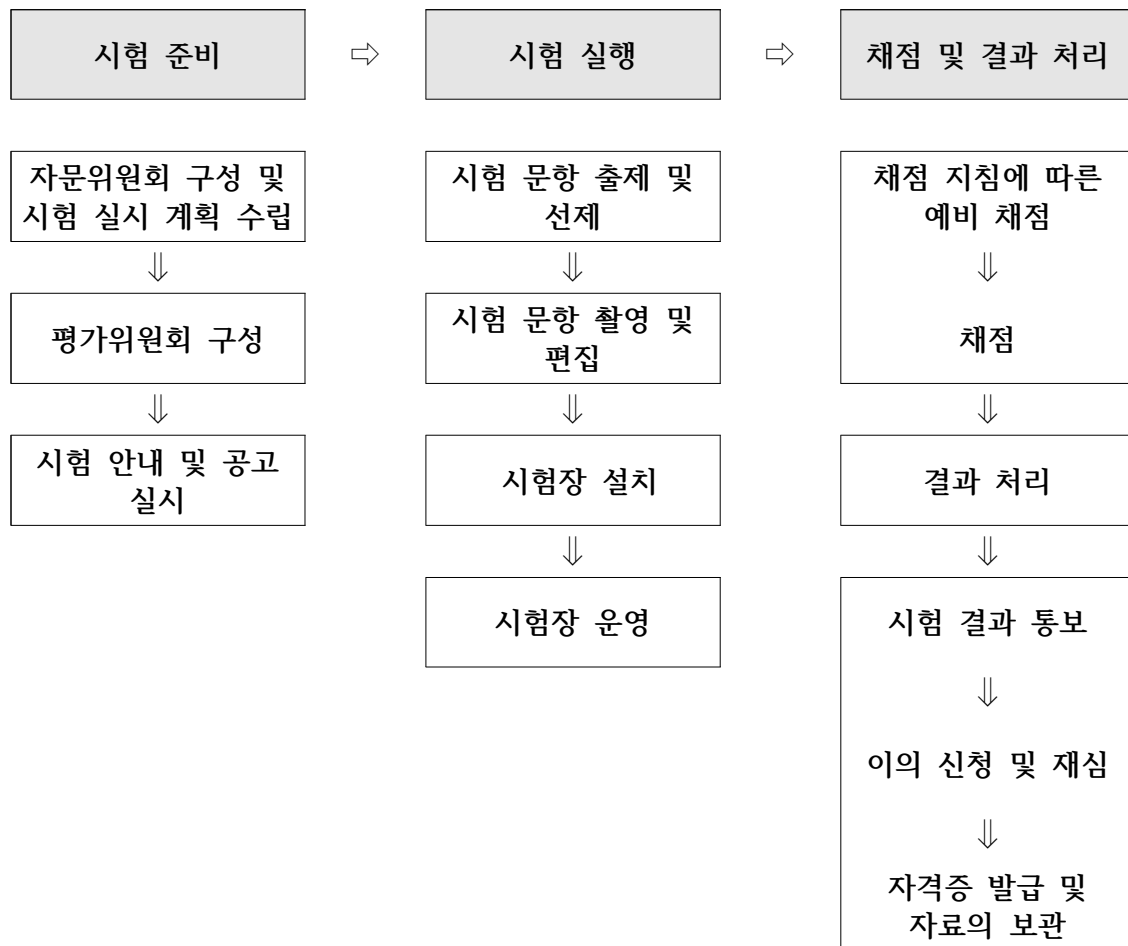 시험 준비
⇨
시험 실행
⇨
채점 및 결과 처리
자문위원회 구성 및
시험 실시 계획 수립
⇓
평가위원회 구성
⇓
시험 안내 및 공고
실시
시험 문항 출제 및
선제
⇓
시험 문항 촬영 및
편집
⇓
시험장 설치
⇓
시험장 운영
채점 지침에 따른
예비 채점
⇓
채점
⇓
결과 처리
⇓
시험 결과 통보
⇓
이의 신청 및 재심
⇓
자격증 발급 및
자료의 보관